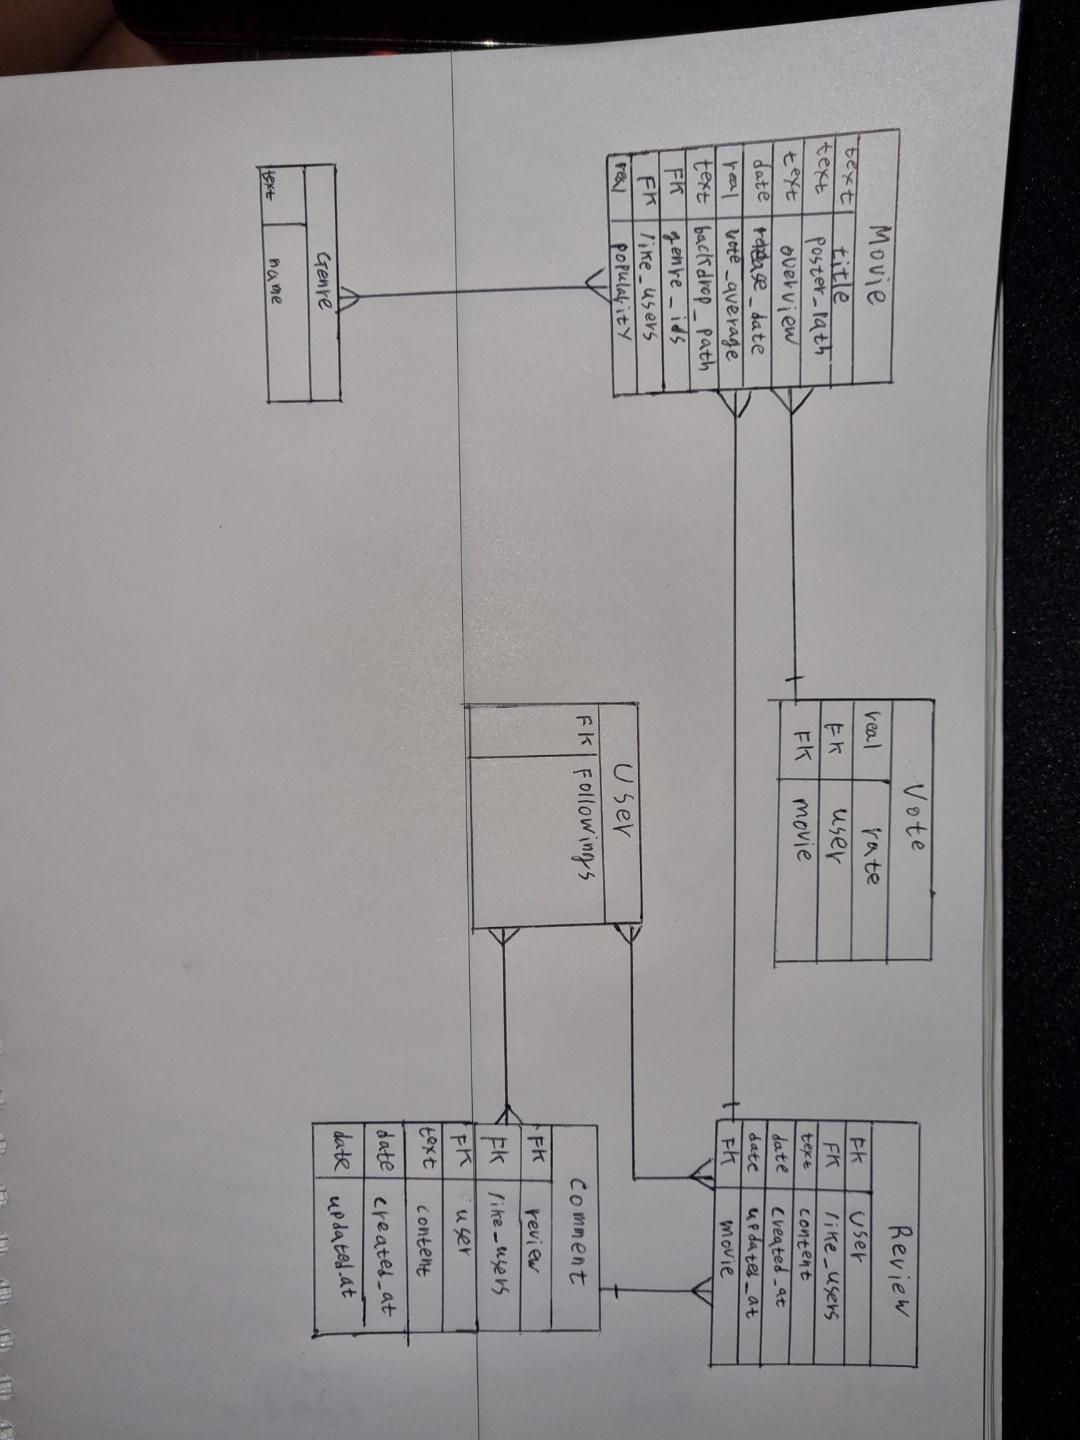 Movie
text title
text poster_path
text overview
date release_date
real vote_average
text backdrop_path
FK genre_ids
FK like_users
real popularity
Vote
real rate
FK user
FK movie
Review
FK user
FK like_users
text content
date created_at
date updated_at
FK movie
User
FK Followings
Comment
FK review
FK like_users
FK user
text content
date created_at
date updated_at
Genre
text name